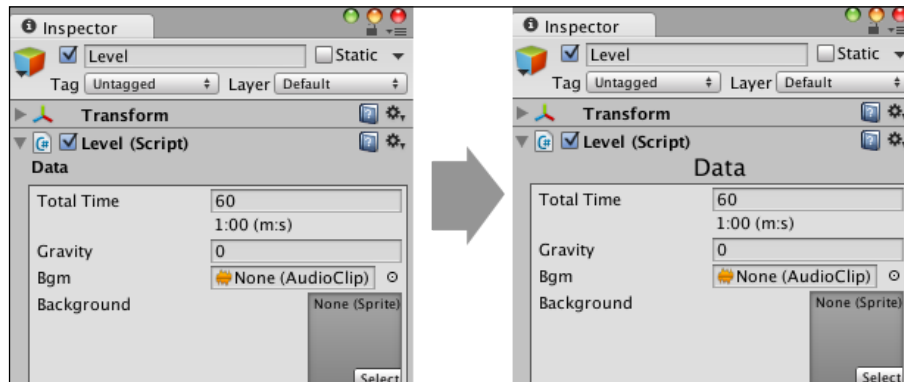 Inspector
Level
Static
Tag Untagged Layer Default
Transform
Level (Script)
Data
Total Time 60
1:00 (m:s)
Gravity 0
Bgm None (AudioClip)
Background None (Sprite)
Select
Inspector
Level
Static
Tag Untagged Layer Default
Transform
Level (Script)
Data
Total Time 60
1:00 (m:s)
Gravity 0
Bgm None (AudioClip)
Background None (Sprite)
Select